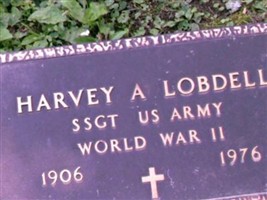 HARVEY A LOBDELL
SSGT US ARMY
WORLD WAR II
1906 1976